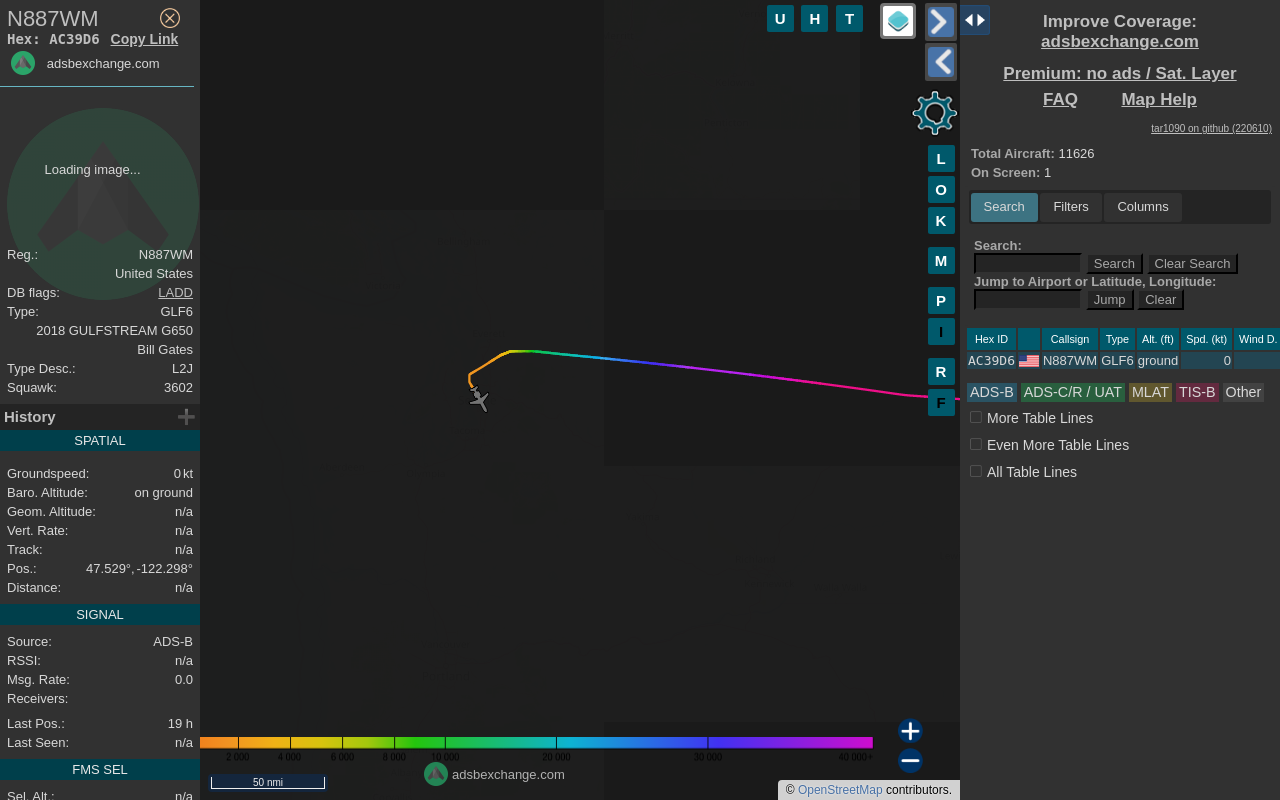 N887WM
Hex: AC39D6 Copy Link
adsbexchange.com
Loading image...
Reg.: N887WM
United States
DB flags: LADD
Type: GLF6
2018 GULFSTREAM G650
Bill Gates
Type Desc.: L2J
Squawk: 3602
History
SPATIAL
Groundspeed: 0 kt
Baro. Altitude: on ground
Geom. Altitude: n/a
Vert. Rate: n/a
Track: n/a
Pos.: 47.529°, -122.298°
Distance: n/a
SIGNAL
Source: ADS-B
RSSI: n/a
Msg. Rate: 0.0
Receivers:
Last Pos.: 19 h
Last Seen: n/a
FMS SEL
Sel. Alt.: n/a
U H T
L
O
K
M
P
I
R
F
2 000 4 000 6 000 8 000 10 000 20 000 30 000 40 000+
50 nmi
adsbexchange.com
© OpenStreetMap contributors.
Improve Coverage:
adsbexchange.com
Premium: no ads / Sat. Layer
FAQ Map Help
tar1090 on github (220610)
Total Aircraft: 11626
On Screen: 1
Search Filters Columns
Search:
Search Clear Search
Jump to Airport or Latitude, Longitude:
Jump Clear
Hex ID Callsign Type Alt. (ft) Spd. (kt) Wind D.
AC39D6 N887WM GLF6 ground 0
ADS-B ADS-C/R / UAT MLAT TIS-B Other
More Table Lines
Even More Table Lines
All Table Lines